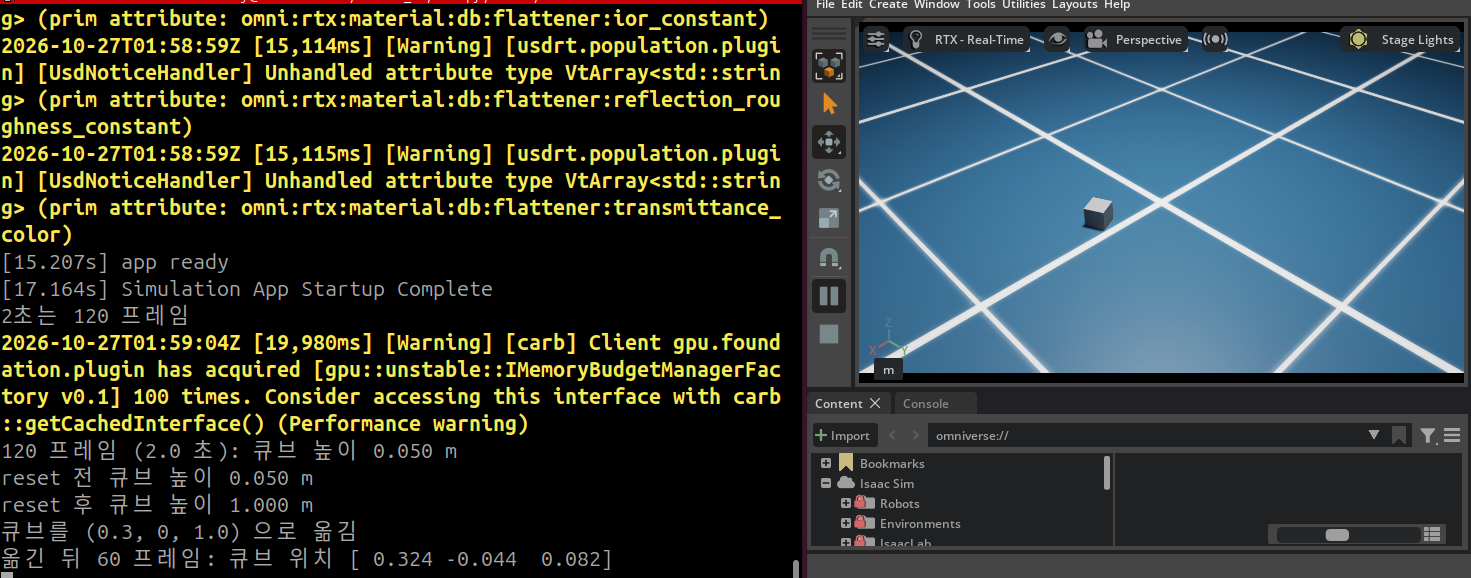 g> (prim attribute: omni:rtx:material:db:flattener:ior_constant)
2026-10-27T01:58:59Z [15,114ms] [Warning] [usdrt.population.plugi
n] [UsdNoticeHandler] Unhandled attribute type VtArray<std::strin
g> (prim attribute: omni:rtx:material:db:flattener:reflection_rou
ghness_constant)
2026-10-27T01:58:59Z [15,115ms] [Warning] [usdrt.population.plugi
n] [UsdNoticeHandler] Unhandled attribute type VtArray<std::strin
g> (prim attribute: omni:rtx:material:db:flattener:transmittance_
color)
[15.207s] app ready
[17.164s] Simulation App Startup Complete
2초는 120 프레임
2026-10-27T01:59:04Z [19,980ms] [Warning] [carb] Client gpu.found
ation.plugin has acquired [gpu::unstable::IMemoryBudgetManagerFac
tory v0.1] 100 times. Consider accessing this interface with carb
::getCachedInterface() (Performance warning)
120 프레임 (2.0 초): 큐브 높이 0.050 m
reset 전 큐브 높이 0.050 m
reset 후 큐브 높이 1.000 m
큐브를 (0.3, 0, 1.0) 으로 옮김
옮긴 뒤 60 프레임: 큐브 위치 [ 0.324 -0.044  0.082]
File Edit Create Window Tools Utilities Layouts Help
RTX - Real-Time Perspective Stage Lights
Z
X Y
m
Content Console
Import omniverse://
Bookmarks
Isaac Sim
Robots
Environments
IsaacLab